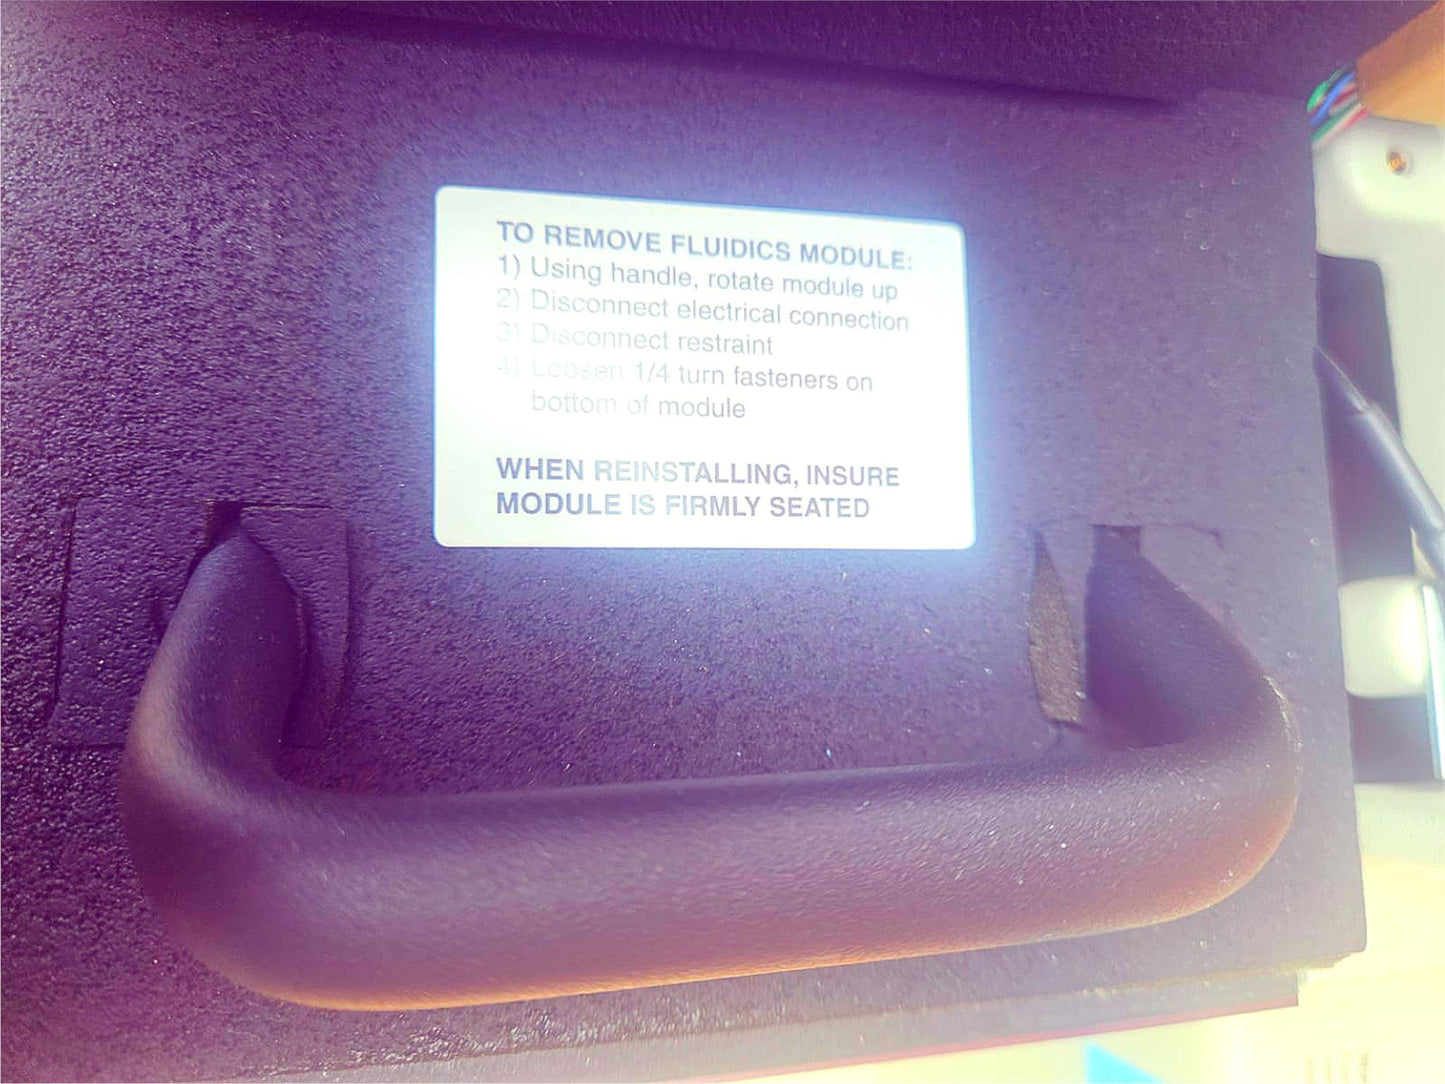 TO REMOVE FLUIDICS MODULE:
1) Using handle, rotate module up
2) Disconnect electrical connection
3) Disconnect restraint
4) Loosen 1/4 turn fasteners on
bottom of module
WHEN REINSTALLING, INSURE
MODULE IS FIRMLY SEATED